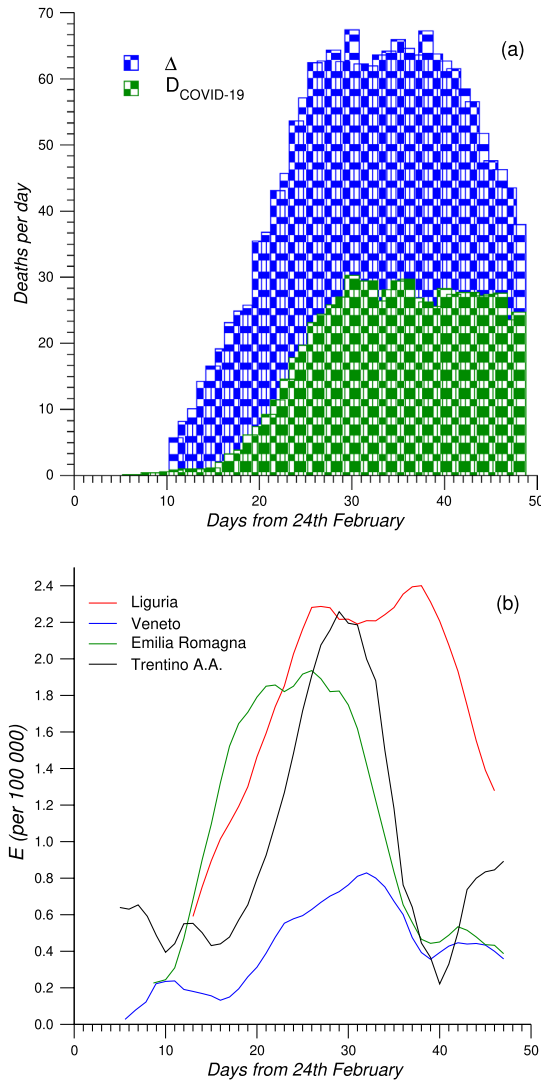 70
(a)
Δ
D_COVID-19
60
50
40
30
20
10
0
Deaths per day
0 10 20 30 40 50
Days from 24th February
(b)
Liguria
Veneto
Emilia Romagna
Trentino A.A.
2.4
2.2
2.0
1.8
1.6
1.4
1.2
1.0
0.8
0.6
0.4
0.2
0.0
E (per 100 000)
0 10 20 30 40 50
Days from 24th February